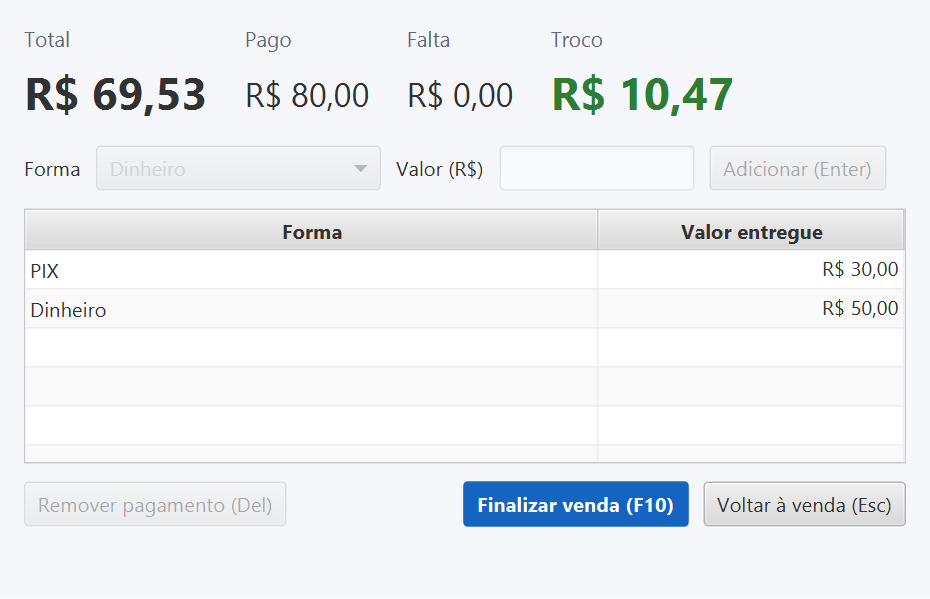 Total Pago Falta Troco
R$ 69,53 R$ 80,00 R$ 0,00 R$ 10,47
Forma Dinheiro Valor (R$) Adicionar (Enter)
Forma Valor entregue
PIX R$ 30,00
Dinheiro R$ 50,00
Remover pagamento (Del) Finalizar venda (F10) Voltar à venda (Esc)